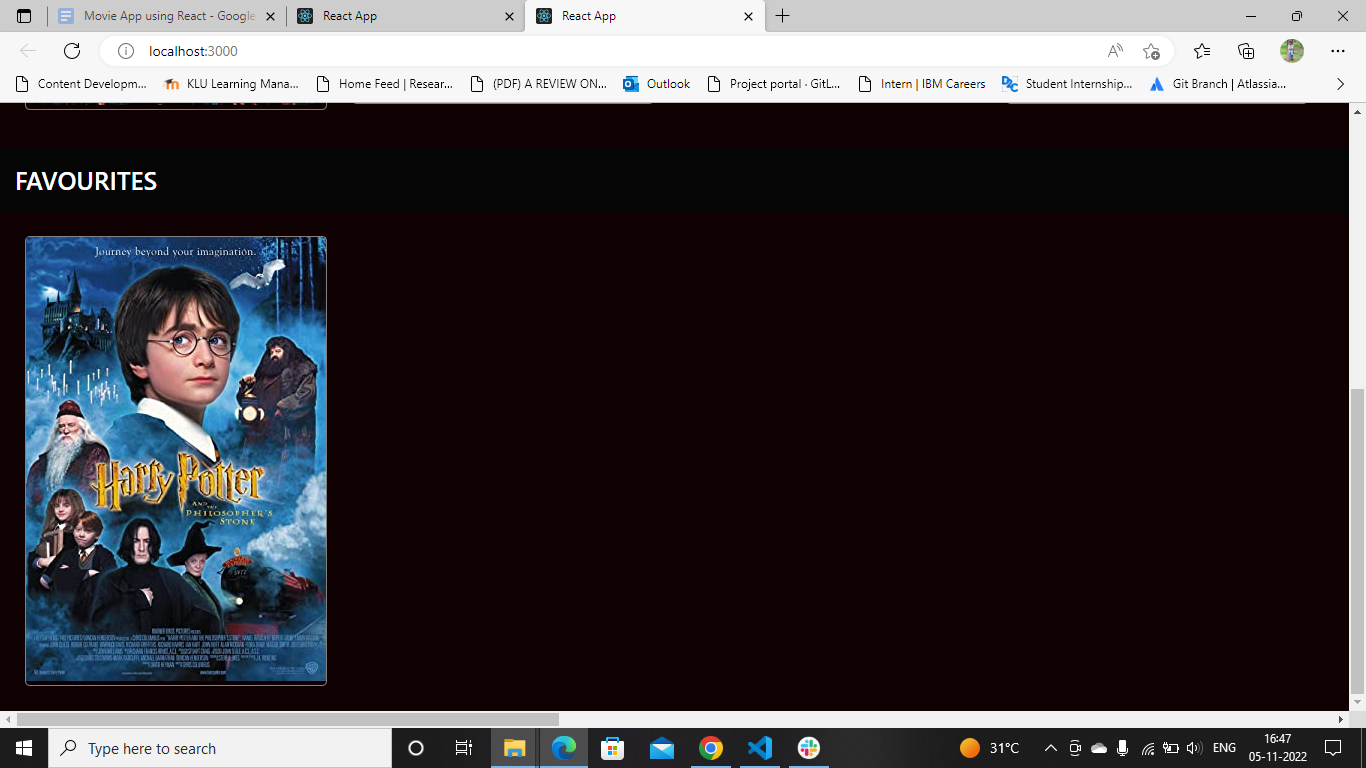 Movie App using React - Google
React App
React App
localhost:3000
Content Developm...
KLU Learning Mana...
Home Feed | Resear...
(PDF) A REVIEW ON...
Outlook
Project portal · GitL...
Intern | IBM Careers
Student Internship...
Git Branch | Atlassia...
FAVOURITES
Journey beyond your imagination.
Harry Potter
AND THE
PHILOSOPHER'S
STONE
5972
Type here to search
31°C
ENG
16:47
05-11-2022